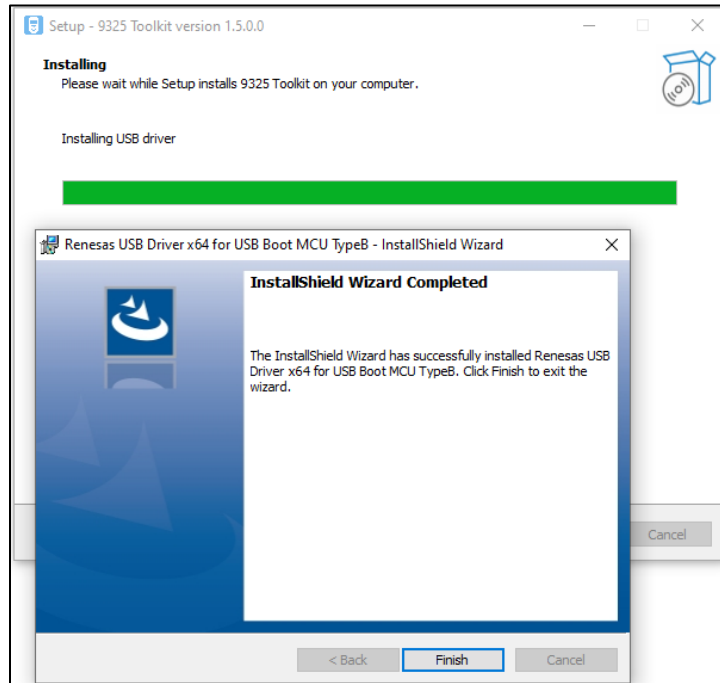 Setup - 9325 Toolkit version 1.5.0.0
Installing
Please wait while Setup installs 9325 Toolkit on your computer.
Installing USB driver
Renesas USB Driver x64 for USB Boot MCU TypeB - InstallShield Wizard
InstallShield Wizard Completed
The InstallShield Wizard has successfully installed Renesas USB
Driver x64 for USB Boot MCU TypeB. Click Finish to exit the
wizard.
Cancel
< Back Finish Cancel